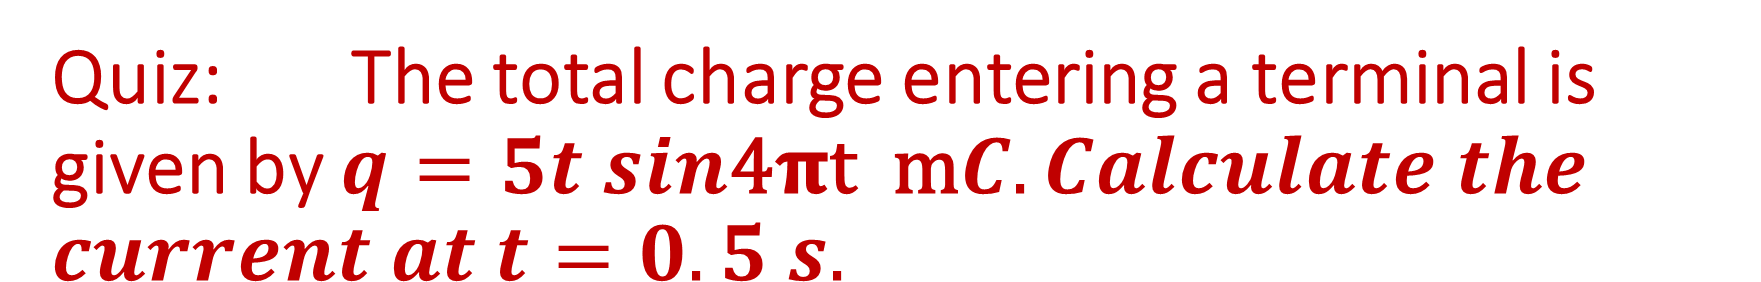 Quiz: The total charge entering a terminal is
given by q = 5t sin4πt mC. Calculate the
current at t = 0.5 s.